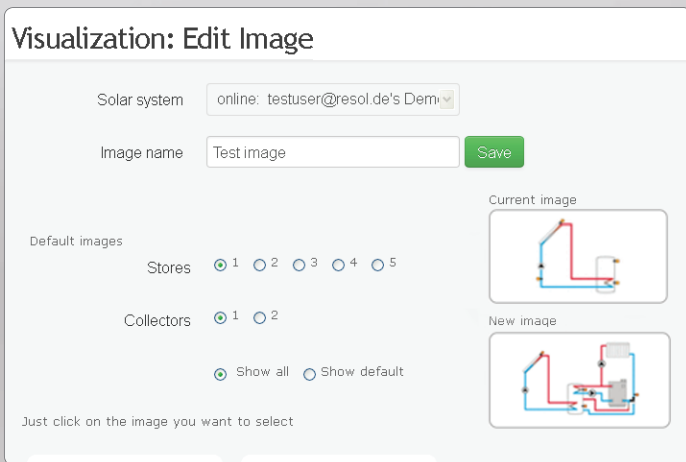 Visualization: Edit Image
Solar system online: testuser@resol.de's Dem
Image name Test image Save
Current image
Default images
Stores 1 2 3 4 5
Collectors 1 2
New image
Show all Show default
Just click on the image you want to select